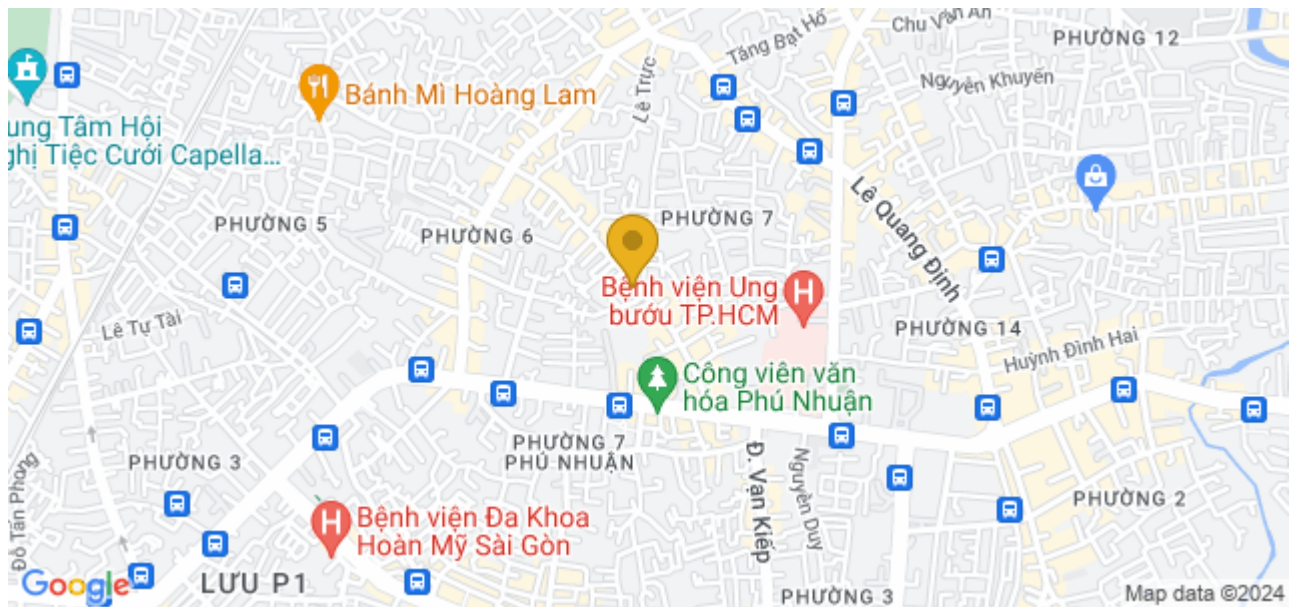 Chu Văn An
PHƯỜNG 12
Tăng Bạt Hổ
Nguyễn Khuyến
Bánh Mì Hoàng Lam
Lê Trực
ung Tâm Hội
ghị Tiệc Cưới Capella...
Lê Quang Định
PHƯỜNG 5
PHƯỜNG 6
PHƯỜNG 7
Bệnh viện Ung
bướu TP.HCM
H
Lê Tự Tài
PHƯỜNG 14
Huỳnh Đình Hai
Công viên văn
hóa Phú Nhuận
PHƯỜNG 3
PHƯỜNG 7
PHÚ NHUẬN
Đ. Vạn Kiếp
Nguyễn Duy
Đỗ Tấn Phong
PHƯỜNG 2
H
Bệnh viện Đa Khoa
Hoàn Mỹ Sài Gòn
Google
LƯU P1
PHƯỜNG 3
Map data ©2024